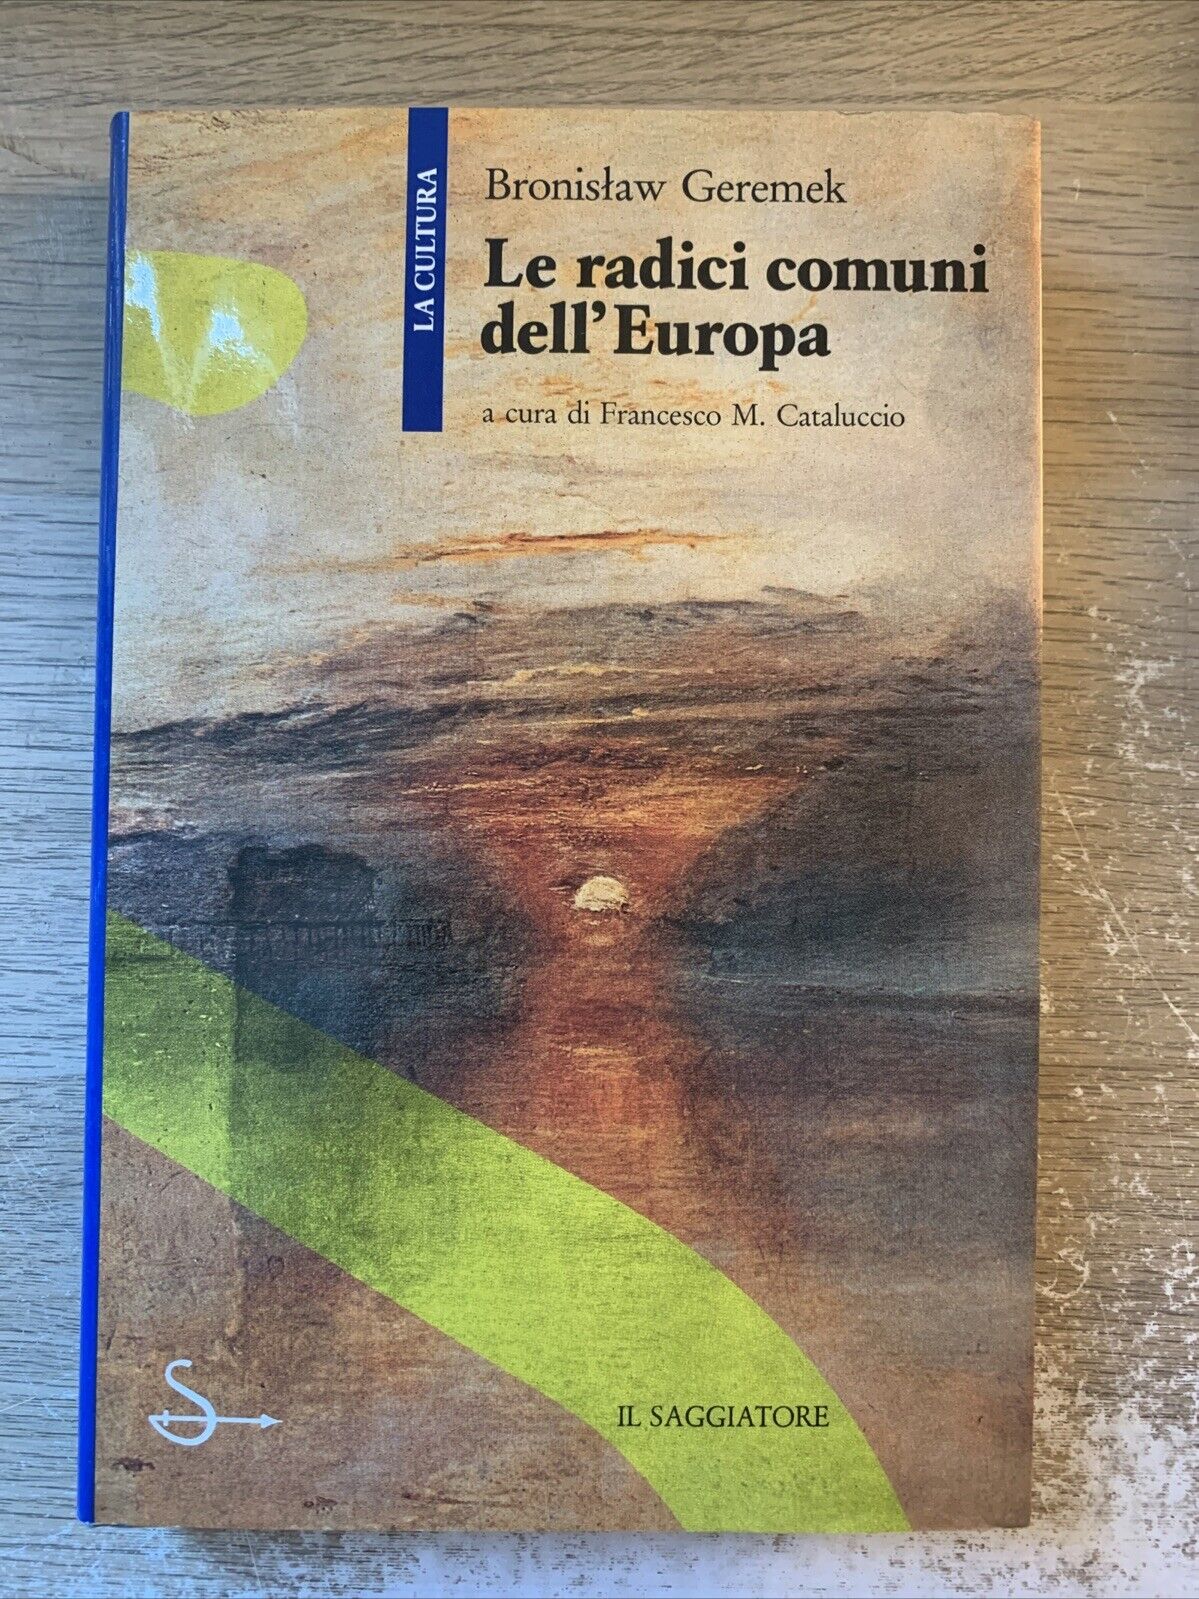 LA CULTURA
Bronisław Geremek
Le radici comuni
dell'Europa
a cura di Francesco M. Cataluccio
IL SAGGIATORE